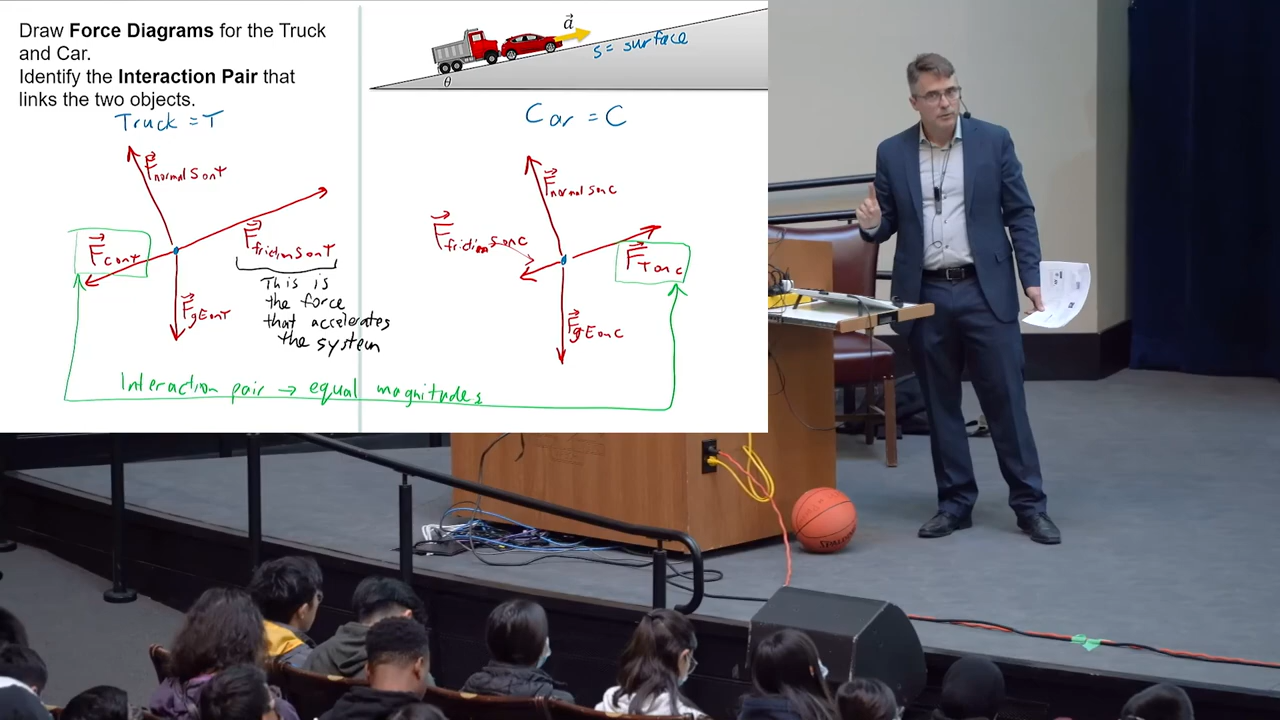 Draw Force Diagrams for the Truck
and Car.
Identify the Interaction Pair that
links the two objects.
a
s = surface
θ
Truck = T
Car = C
F normal S on T
F friction S on T
F C on T
F g E on T
This is
the force
that accelerates
the system
F normal S on C
F friction S on C
F T on C
F g E on C
Interaction pair → equal magnitudes
SPALDING